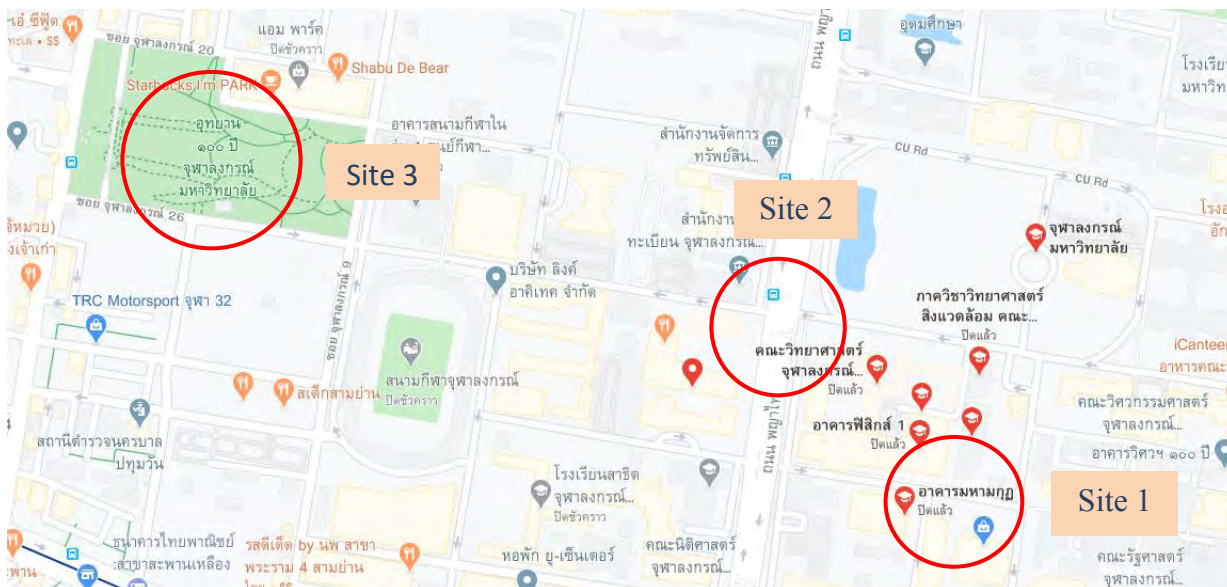 ซอย จุฬาลงกรณ์ 20
แอม พาร์ค
ปิดชั่วคราว
Shabu De Bear
Starbucks I'm PARK
อุทยาน
๑๐๐ ปี
จุฬาลงกรณ์
มหาวิทยาลัย
อาคารสนามกีฬาใน
Site 3
ซอย จุฬาลงกรณ์ 26
TRC Motorsport จุฬา 32
ซอย จุฬาลงกรณ์ 9
บริษัท ลิงค์
อาคิเทค จำกัด
สนามกีฬาจุฬาลงกรณ์
ปิดชั่วคราว
สเต็กสามย่าน
สถานีตำรวจนครบาล
ปทุมวัน
ธนาคารไทยพาณิชย์
สาขาสะพานเหลือง
รสดีเด็ด by นพ สาขา
พระราม 4 สามย่าน
โรงเรียนสาธิต
จุฬาลงกรณ์...
ปิดชั่วคราว
หอพัก ยู-เซ็นเตอร์
คณะนิติศาสตร์
จุฬาลงกรณ์...
อุดมศึกษา
สำนักงานจัดการ
ทรัพย์สิน...
Site 2
สำนักงาน
ทะเบียน จุฬาลงกรณ์...
CU Rd
CU Rd
จุฬาลงกรณ์
มหาวิทยาลัย
ภาควิชาวิทยาศาสตร์
สิ่งแวดล้อม คณะ...
ปิดแล้ว
คณะวิทยาศาสตร์
จุฬาลงกรณ์...
ปิดแล้ว
อาคารฟิสิกส์ 1
ปิดแล้ว
ถนน พญาไท
iCanteen
อาหารคณะ
คณะวิศวกรรมศาสตร์
จุฬาลงกรณ์...
อาคารวิศวฯ ๑๐๐ ปี
อาคารมหามกุฏ
ปิดแล้ว
Site 1
คณะรัฐศาสตร์
จุฬาลงกรณ์...